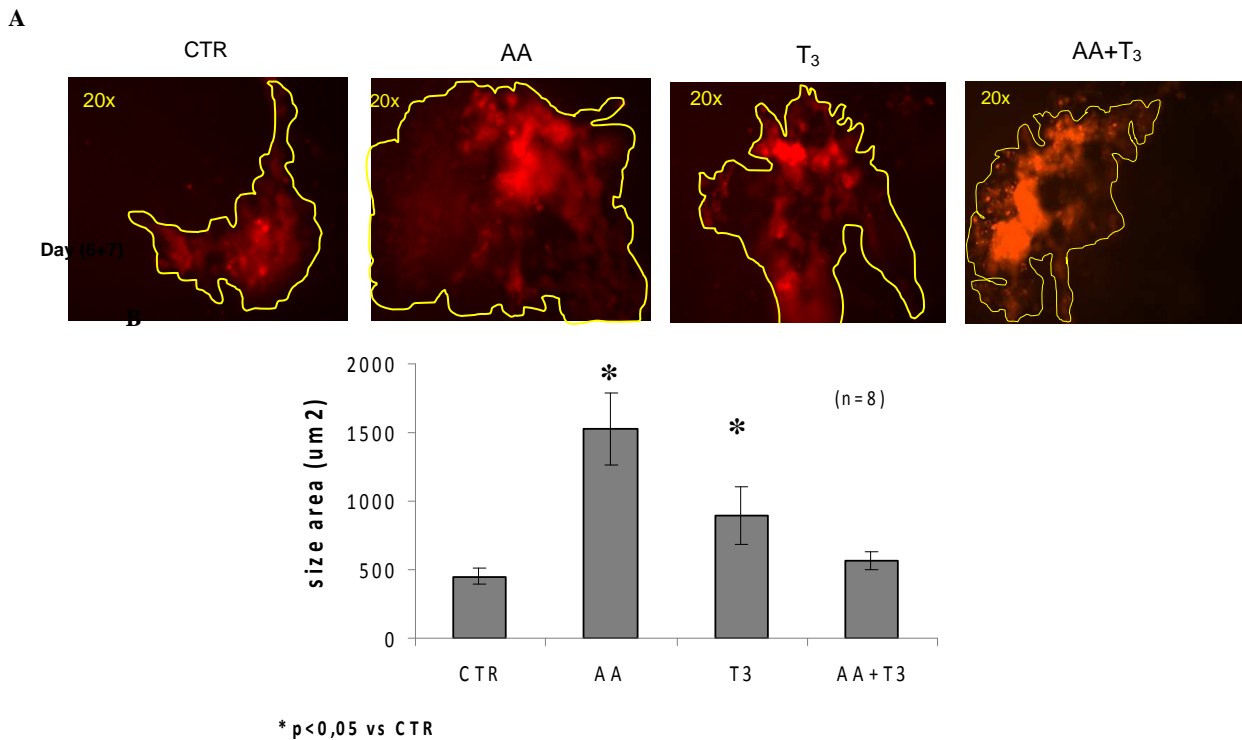 A
CTR AA T3 AA+T3
20x 20x 20x 20x
Day (6+7)
B
2000
1500
1000
500
0
size area (um2)
* *
(n=8)
CTR AA T3 AA+T3
* p<0,05 vs CTR